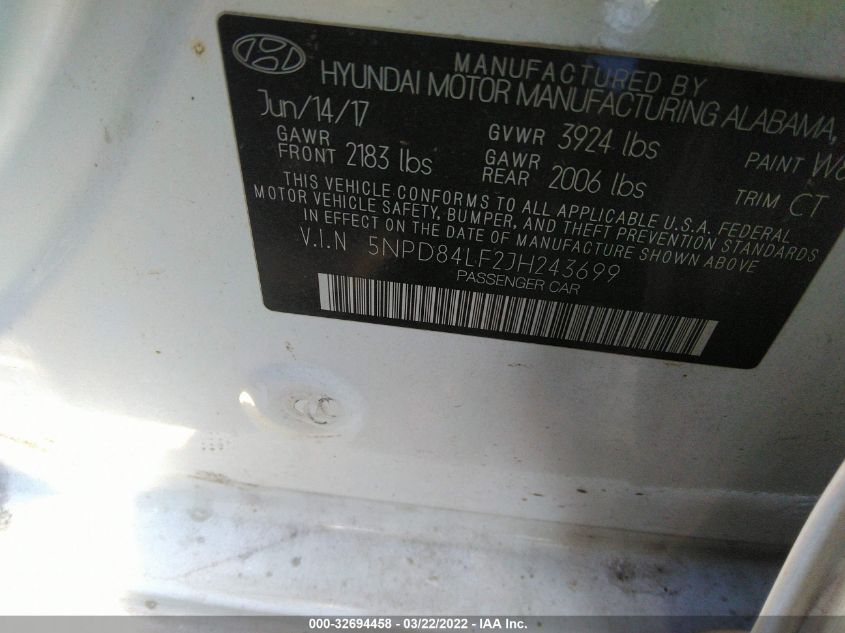 MANUFACTURED BY
HYUNDAI MOTOR MANUFACTURING ALABAMA,
Jun/14/17
GAWR FRONT 2183 lbs
GVWR 3924 lbs
GAWR REAR 2006 lbs
PAINT
TRIM CT
THIS VEHICLE CONFORMS TO ALL APPLICABLE U.S.A. FEDERAL
MOTOR VEHICLE SAFETY, BUMPER, AND THEFT PREVENTION STANDARDS
IN EFFECT ON THE DATE OF MANUFACTURE SHOWN ABOVE
V.I.N 5NPD84LF2JH243699
PASSENGER CAR
000-32694458 - 03/22/2022 - IAA Inc.